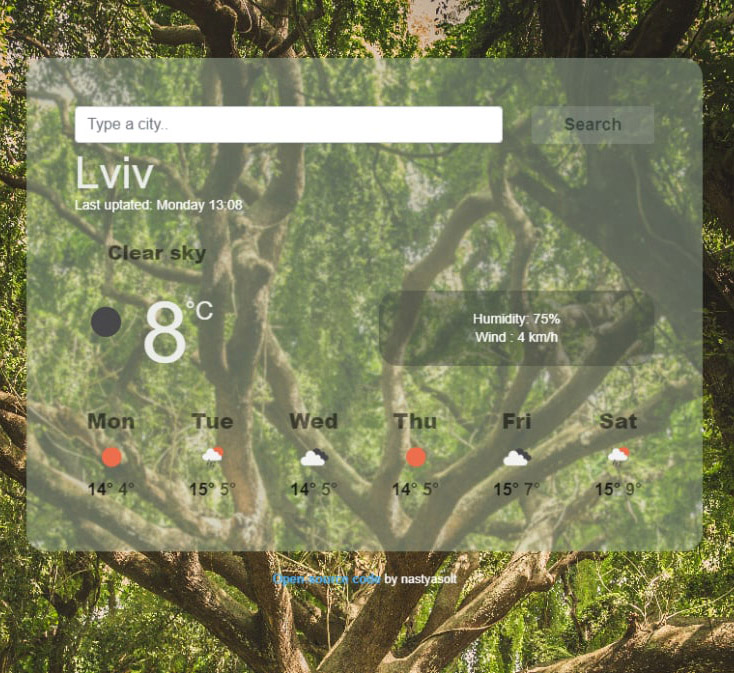 Type a city..
Search
Lviv
Last uptated: Monday 13:08
Clear sky
8°C
Humidity: 75%
Wind : 4 km/h
Mon Tue Wed Thu Fri Sat
14° 4° 15° 5° 14° 5° 14° 5° 15° 7° 15° 9°
Open-source code by nastyasolt